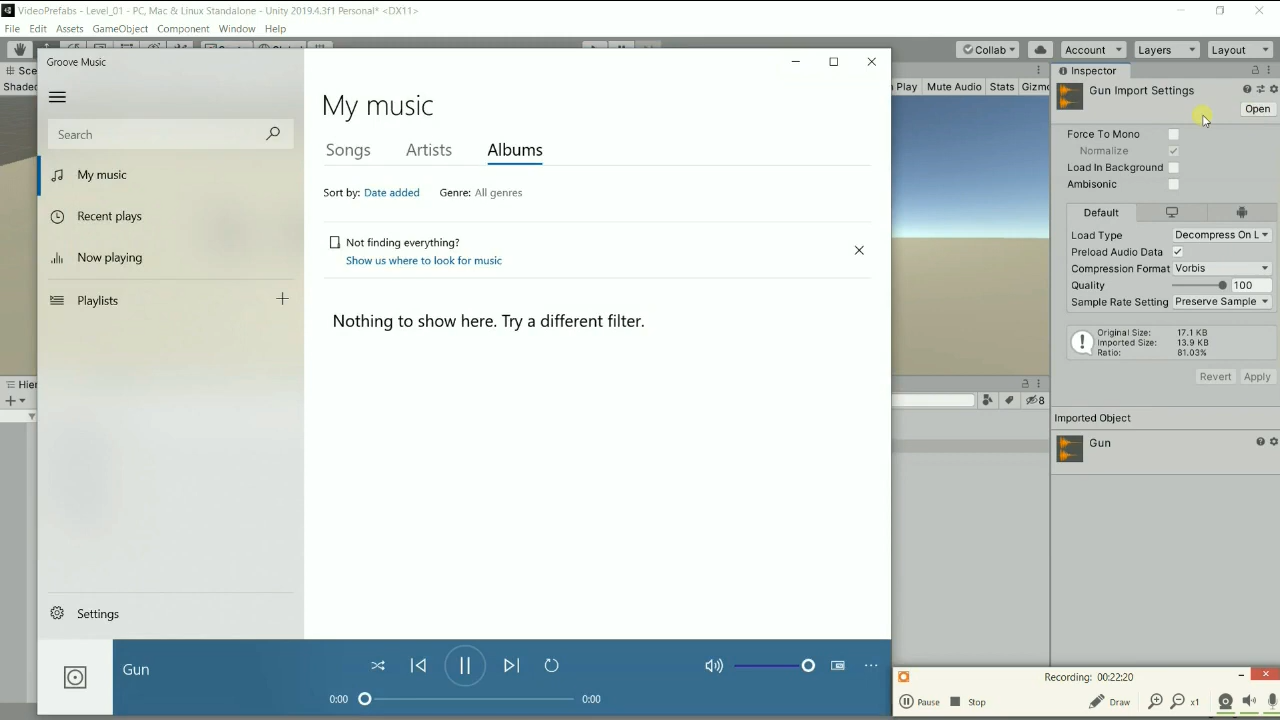 VideoPrefabs - Level_01 - PC, Mac & Linux Standalone - Unity 2019.4.3f1 Personal* <DX11>
File Edit Assets GameObject Component Window Help
Collab Account Layers Layout
Groove Music
Search
My music
Recent plays
Now playing
Playlists
Settings
My music
Songs Artists Albums
Sort by: Date added Genre: All genres
Not finding everything?
Show us where to look for music
Nothing to show here. Try a different filter.
Gun
0:00 0:00
Sce
Shaded
Play Mute Audio Stats Gizmo
Hier
8
Inspector
Gun Import Settings
Open
Force To Mono
Normalize
Load In Background
Ambisonic
Default
Load Type Decompress On L
Preload Audio Data
Compression Format Vorbis
Quality 100
Sample Rate Setting Preserve Sample
Original Size: 17.1 KB
Imported Size: 13.9 KB
Ratio: 81.03%
Revert Apply
Imported Object
Gun
Recording: 00:22:20
Pause Stop Draw x1